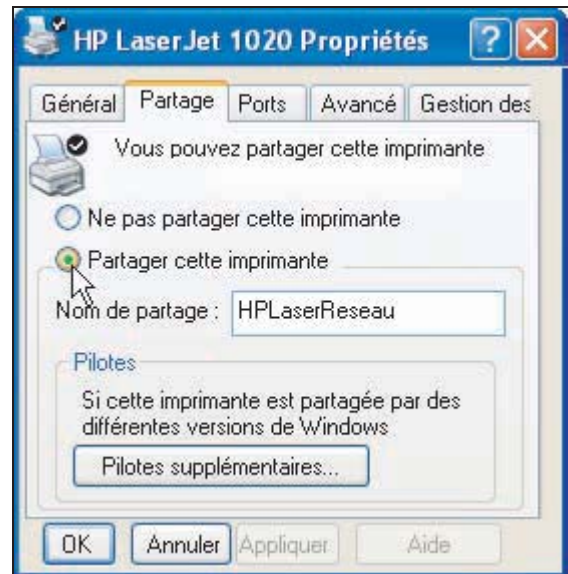 HP LaserJet 1020 Propriétés
Général Partage Ports Avancé Gestion des
Vous pouvez partager cette imprimante
Ne pas partager cette imprimante
Partager cette imprimante
Nom de partage : HPLaserReseau
Pilotes
Si cette imprimante est partagée par des
différentes versions de Windows
Pilotes supplémentaires...
OK Annuler Appliquer Aide